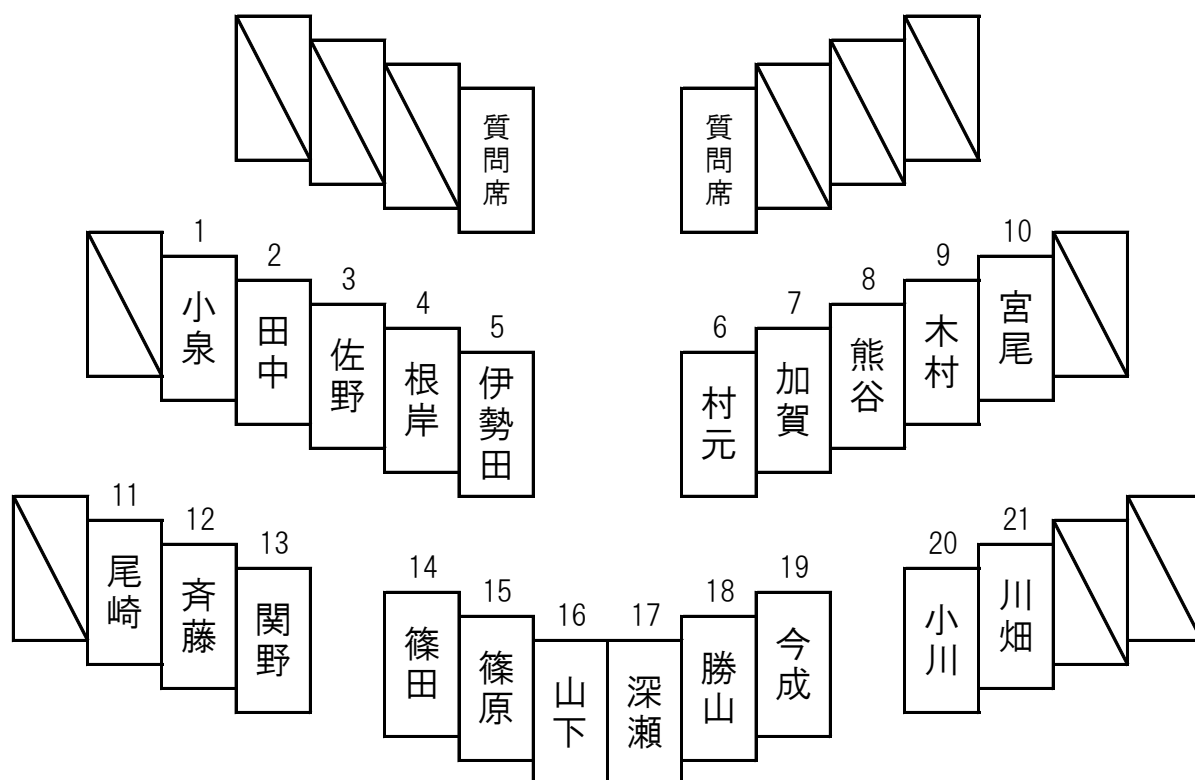 質問席
質問席
1
小泉
2
田中
3
佐野
4
根岸
5
伊勢田
6
村元
7
加賀
8
熊谷
9
木村
10
宮尾
11
尾崎
12
斉藤
13
関野
14
篠田
15
篠原
16
山下
17
深瀬
18
勝山
19
今成
20
小川
21
川畑